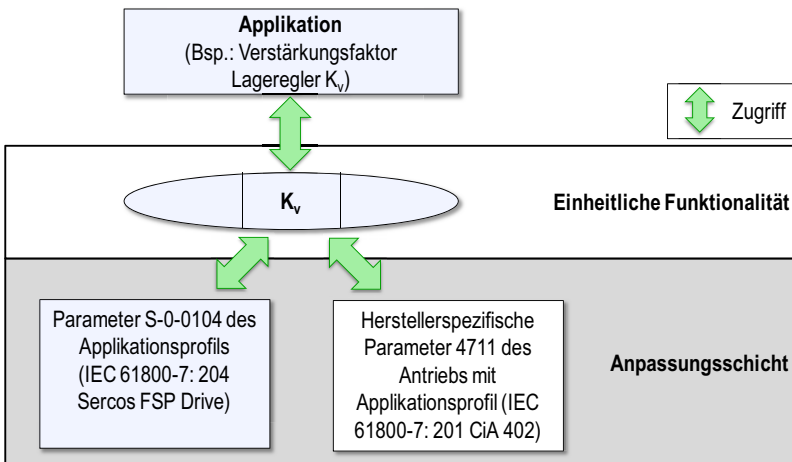 Applikation
(Bsp.: Verstärkungsfaktor
Lageregler Kv)
Zugriff
Kv
Einheitliche Funktionalität
Parameter S-0-0104 des
Applikationsprofils
(IEC 61800-7: 204
Sercos FSP Drive)
Herstellerspezifische
Parameter 4711 des
Antriebs mit
Applikationsprofil (IEC
61800-7: 201 CiA 402)
Anpassungsschicht